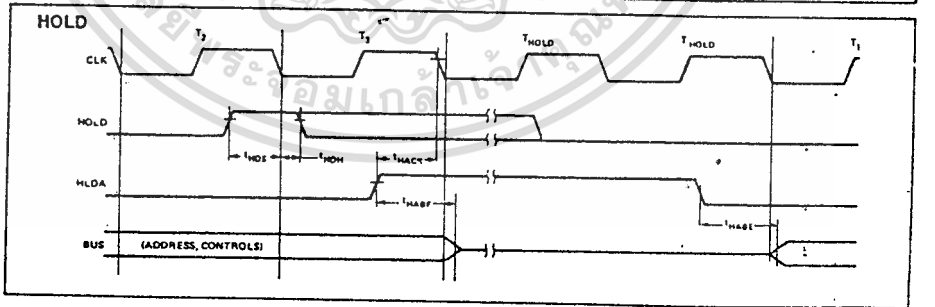 HOLD
T2 T3 THOLD THOLD T1
CLK
HOLD
tHDS tHDH tHACK
HLDA
tHABF tHABE
BUS (ADDRESS, CONTROLS)